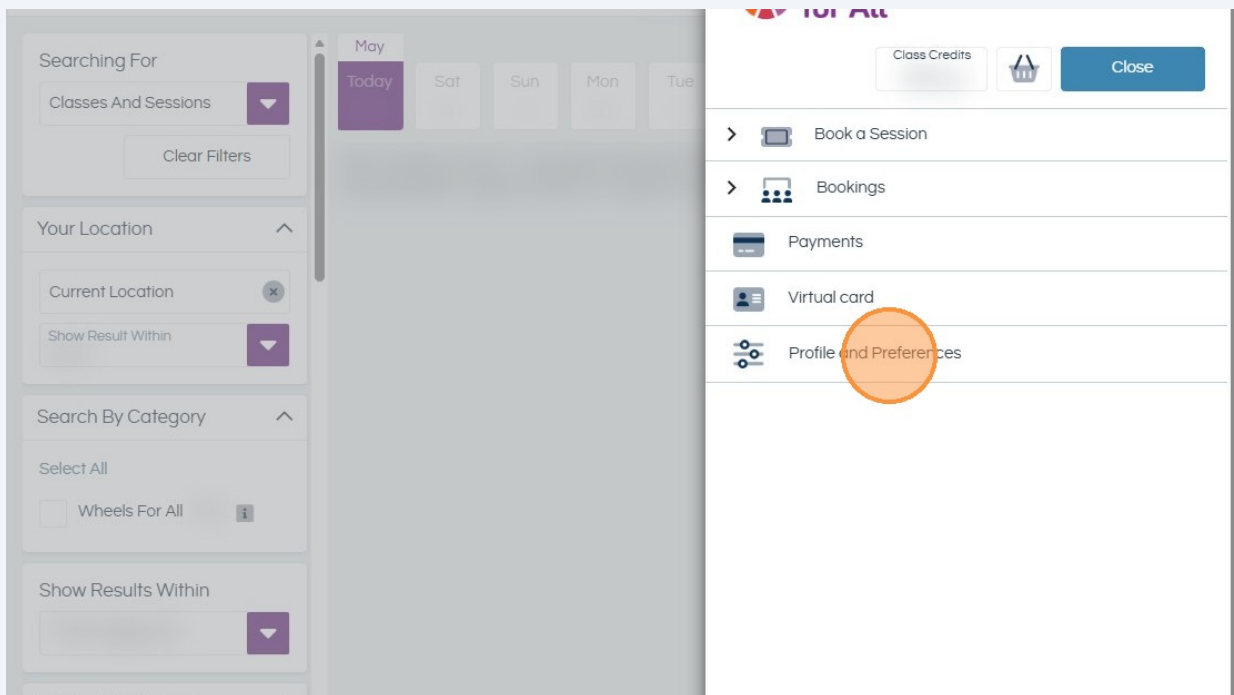 Searching For
Classes And Sessions
Clear Filters
Your Location
Current Location
Show Result Within
Search By Category
Select All
Wheels For All
i
Show Results Within
May
Today Sat Sun Mon Tue
for All
Class Credits
Close
Book a Session
Bookings
Payments
Virtual card
Profile and Preferences